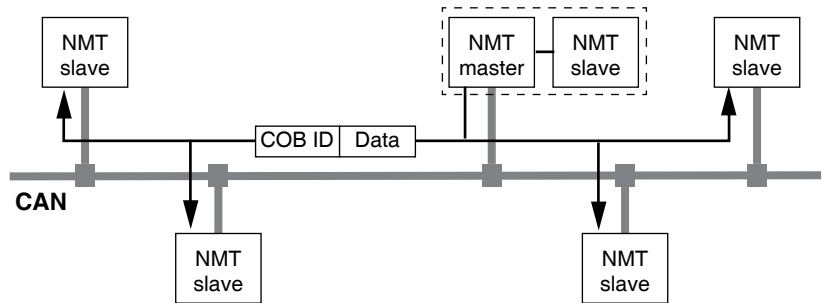 NMT
slave
NMT
master
NMT
slave
NMT
slave
COB ID
Data
CAN
NMT
slave
NMT
slave